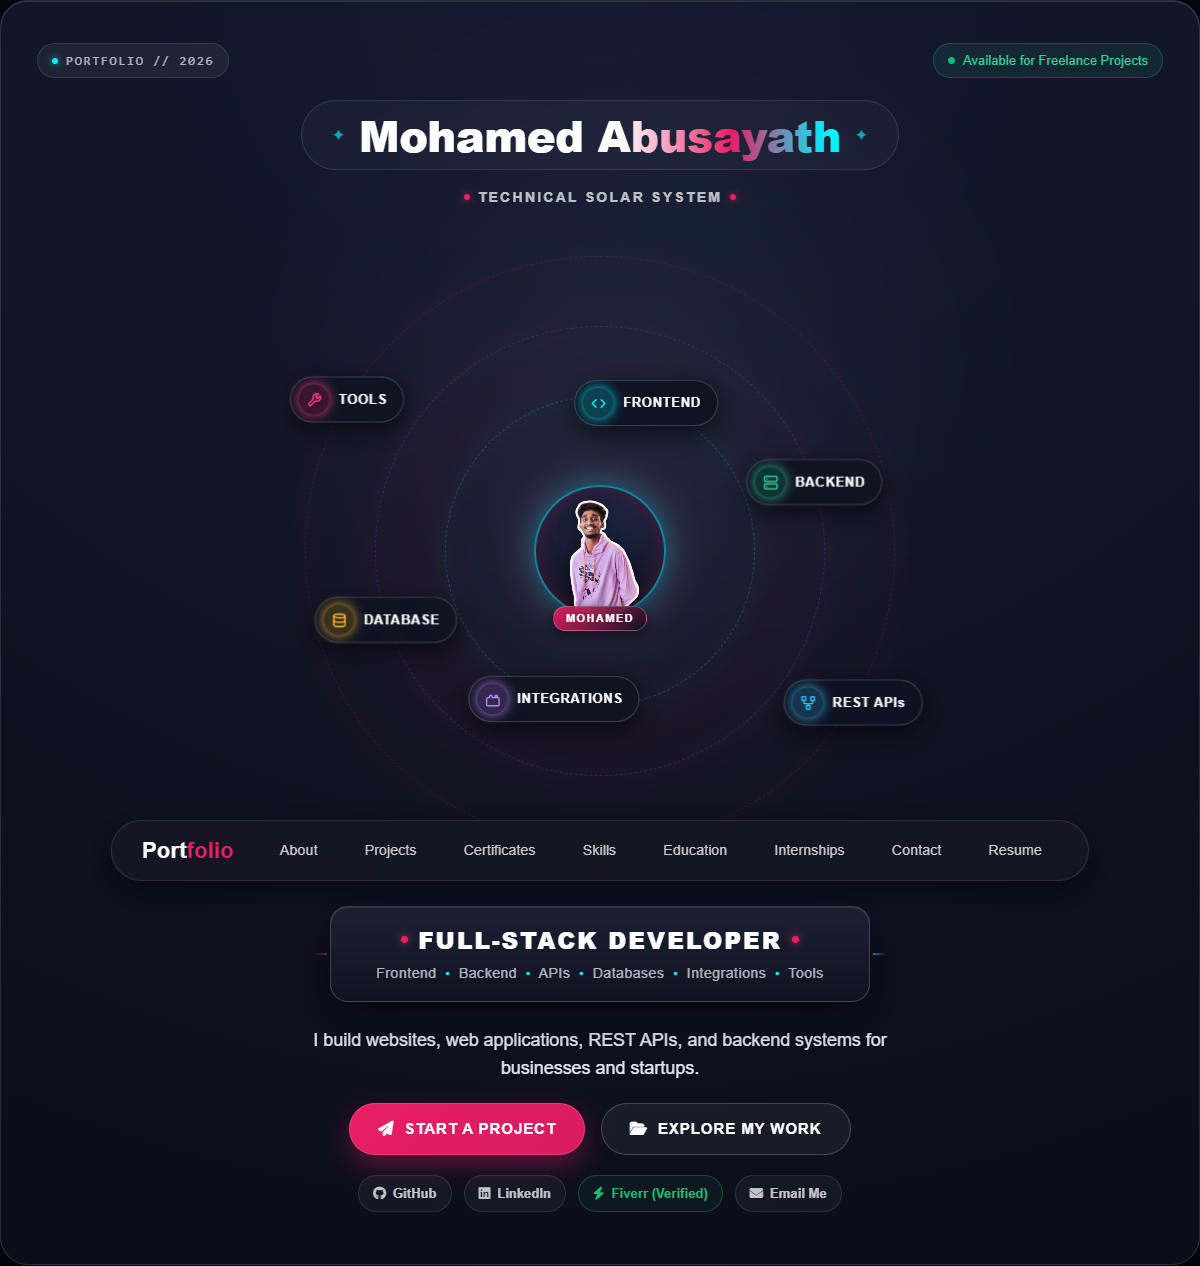 PORTFOLIO // 2026
Available for Freelance Projects
Mohamed Abusayath
TECHNICAL SOLAR SYSTEM
TOOLS
FRONTEND
BACKEND
DATABASE
MOHAMED
INTEGRATIONS
REST APIs
Portfolio About Projects Certificates Skills Education Internships Contact Resume
• FULL-STACK DEVELOPER •
Frontend • Backend • APIs • Databases • Integrations • Tools
I build websites, web applications, REST APIs, and backend systems for
businesses and startups.
START A PROJECT EXPLORE MY WORK
GitHub LinkedIn Fiverr (Verified) Email Me